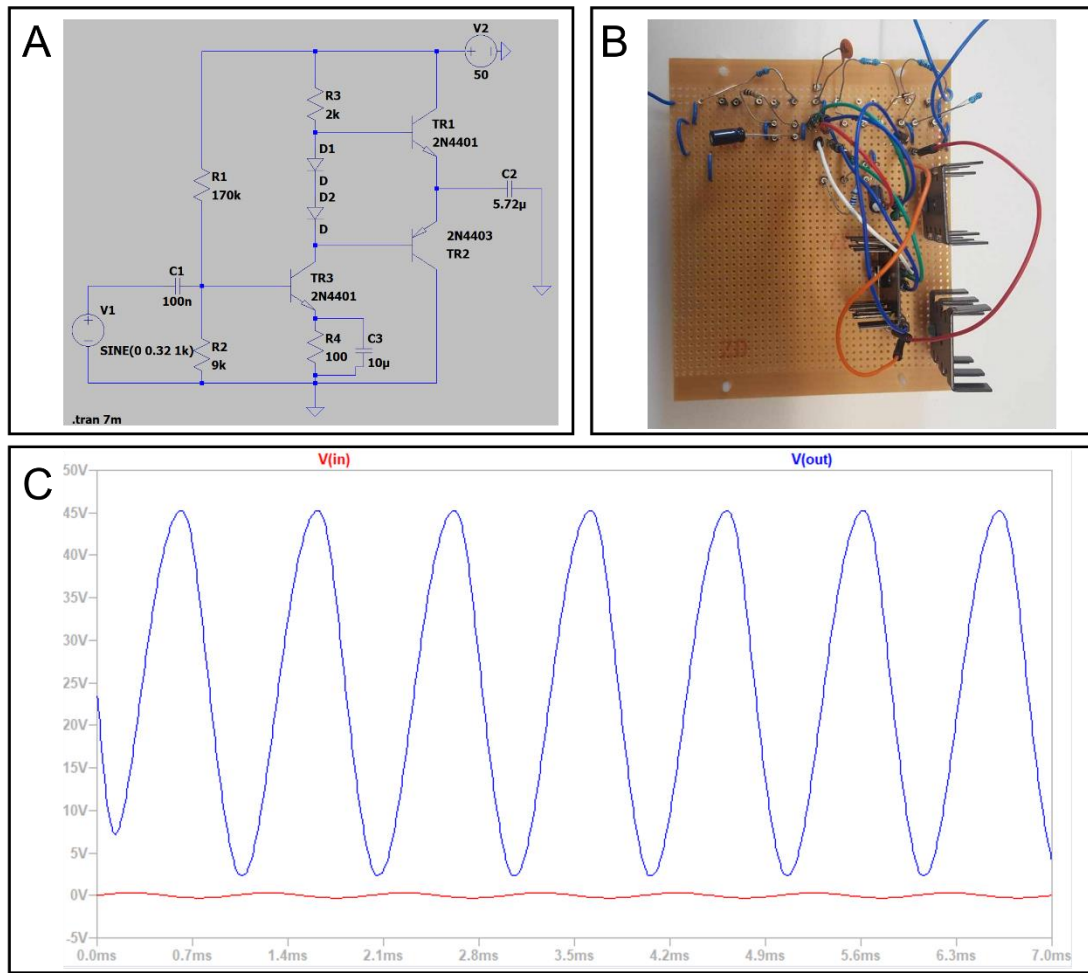 A
V2
50
R3
2k
TR1
2N4401
D1
D
R1
170k
C2
5.72µ
D2
D
2N4403
TR2
C1
100n
TR3
2N4401
V1
R4
100
C3
10µ
SINE(0 0.32 1k)
R2
9k
.tran 7m
B
C
V(in)
V(out)
50V
45V
40V
35V
30V
25V
20V
15V
10V
5V
0V
-5V
0.0ms 0.7ms 1.4ms 2.1ms 2.8ms 3.5ms 4.2ms 4.9ms 5.6ms 6.3ms 7.0ms